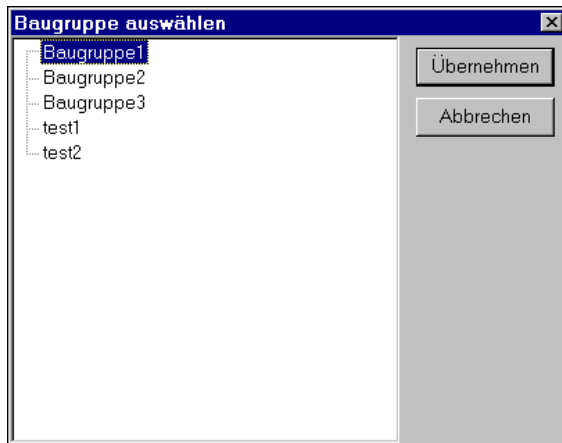 Baugruppe auswählen
Baugruppe1
Baugruppe2
Baugruppe3
test1
test2
Übernehmen
Abbrechen